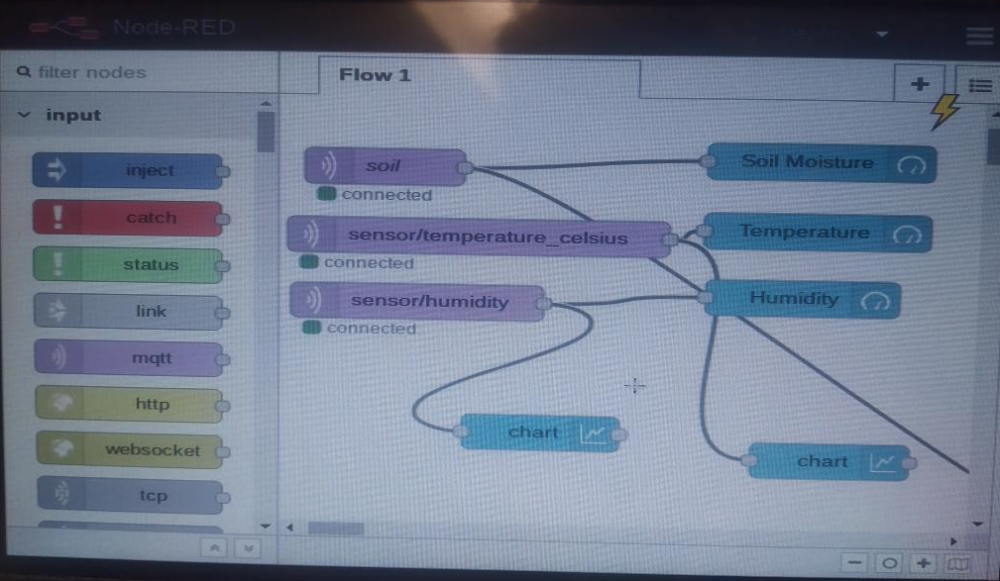 Node-RED
filter nodes
Flow 1
input
inject
catch
status
link
mqtt
http
websocket
tcp
soil
connected
sensor/temperature_celsius
connected
sensor/humidity
connected
Soil Moisture
Temperature
Humidity
chart
chart